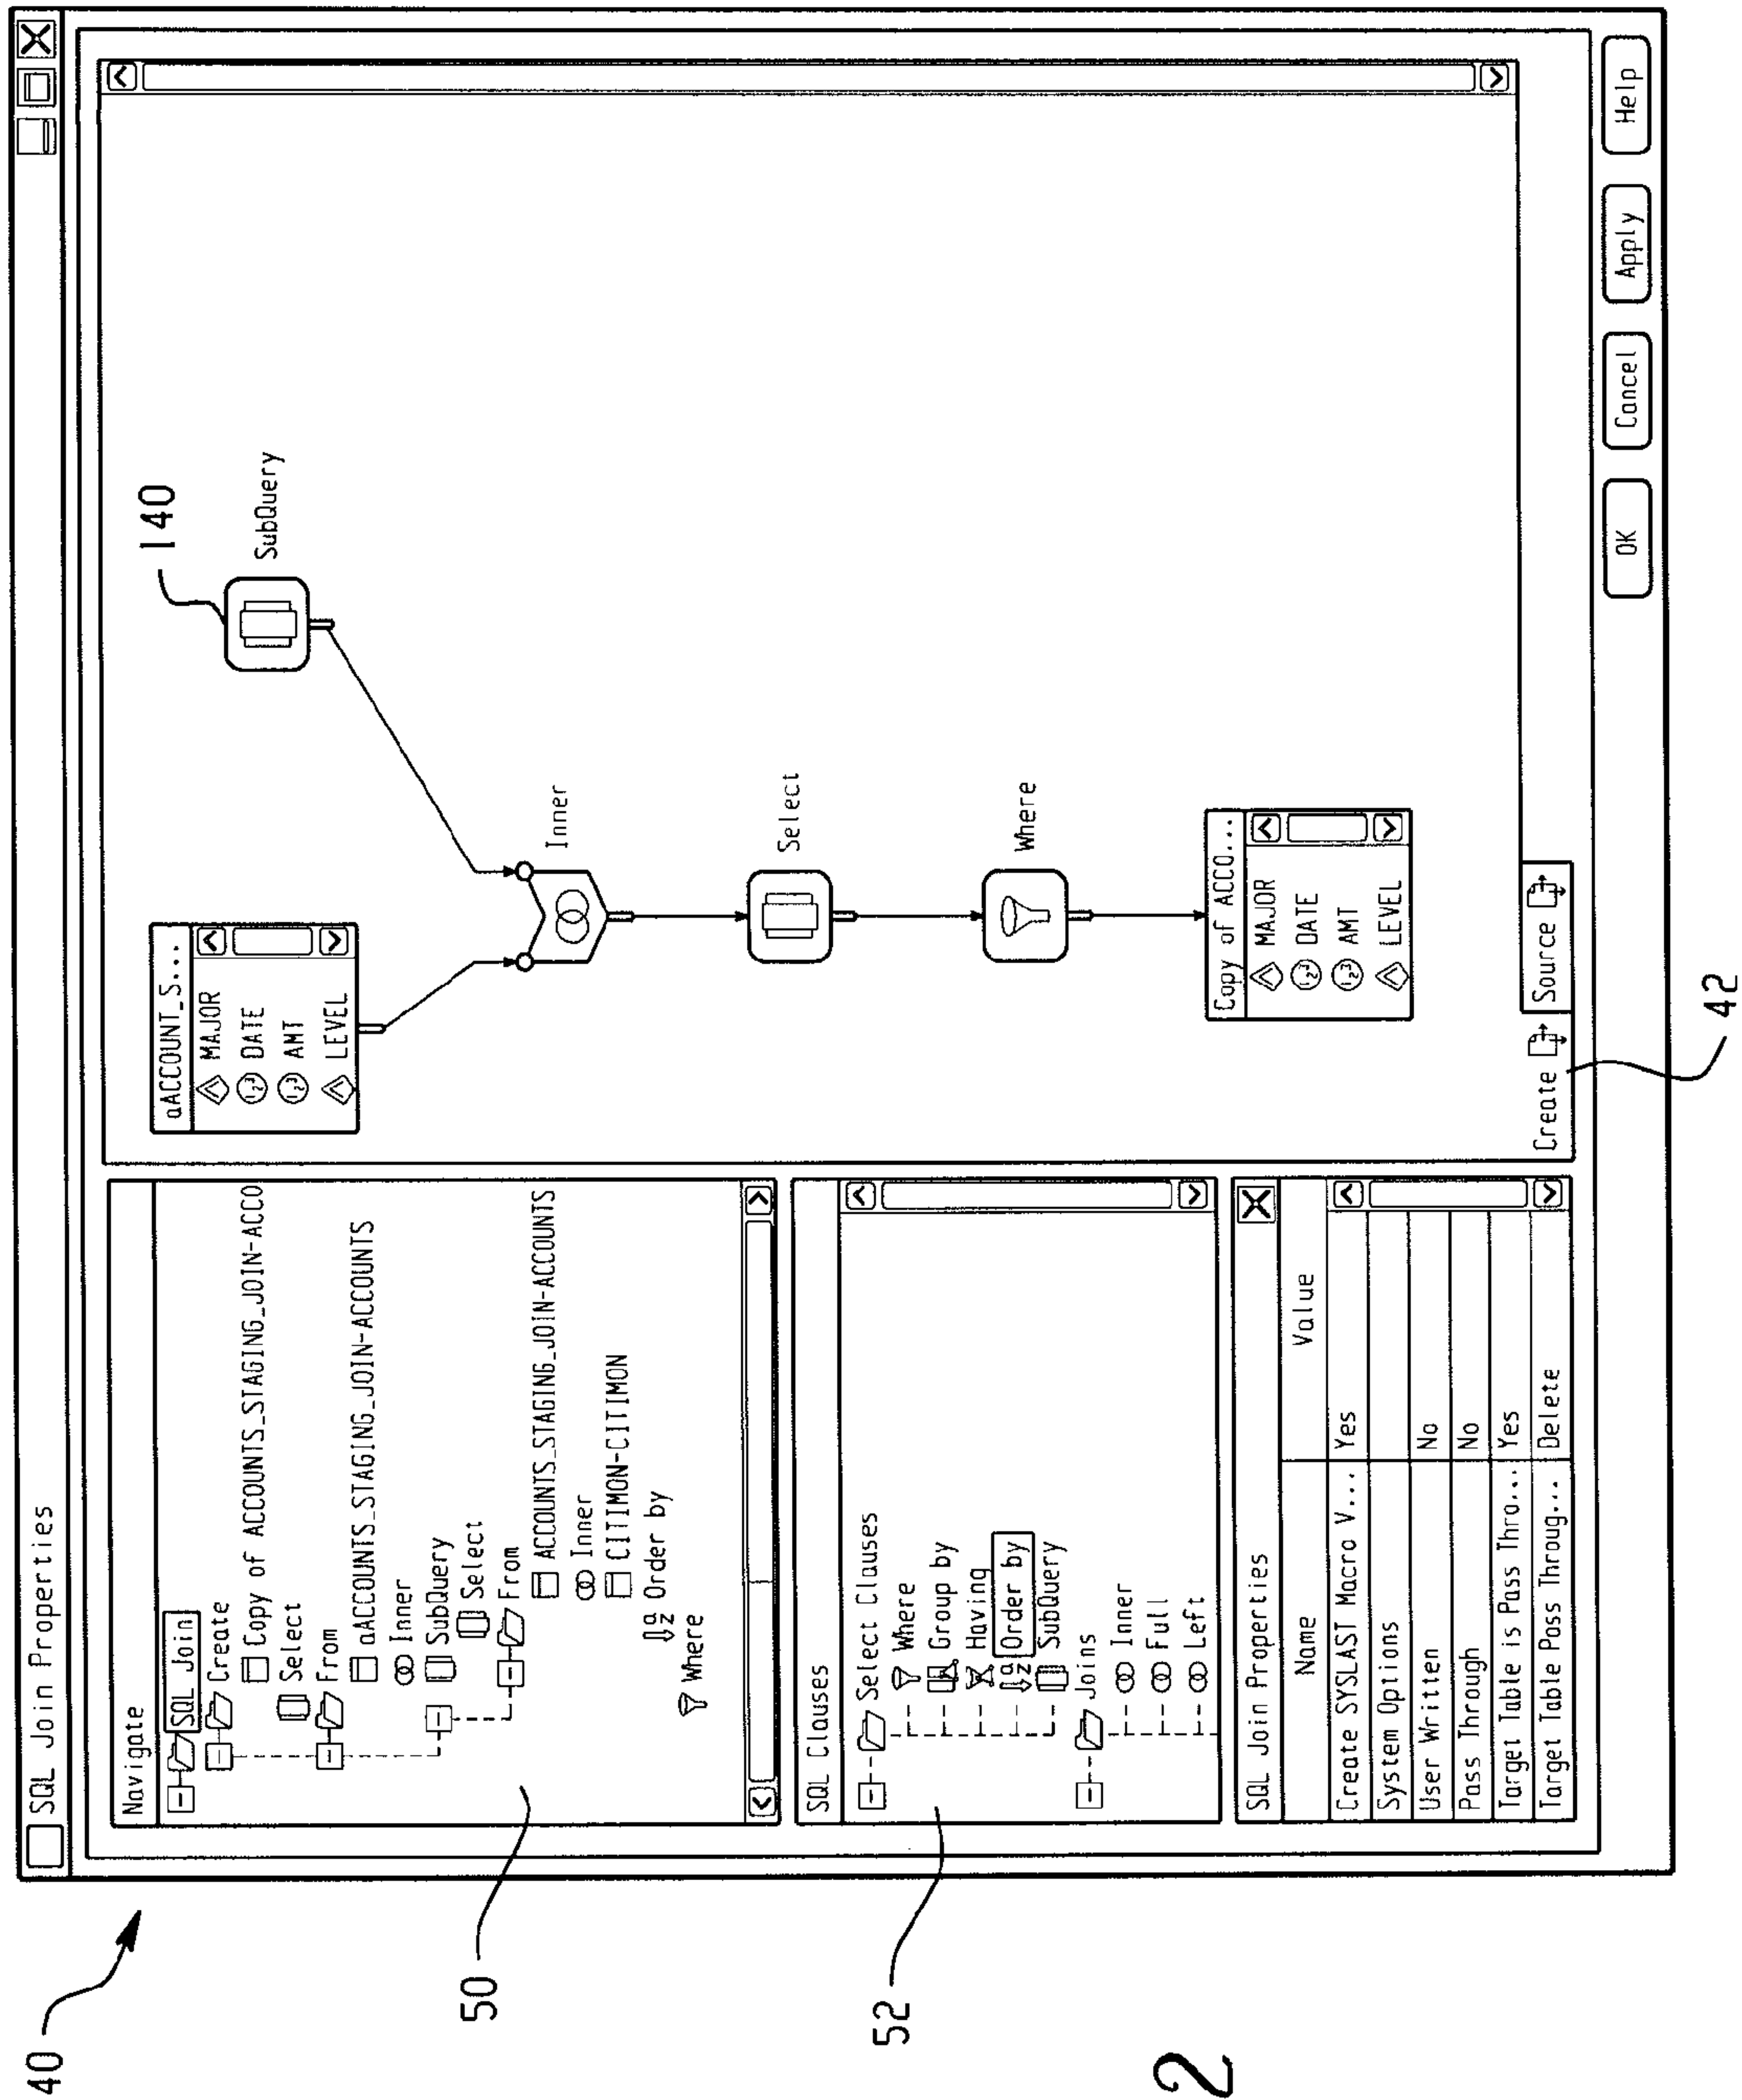 40
SQL Join Properties
Navigate
SQL Join
Create
Copy of ACCOUNTS_STAGING_JOIN-ACCO
Select
From
aACCOUNTS_STAGING_JOIN-ACCOUNTS
Inner
SubQuery
Select
From
ACCOUNTS_STAGING_JOIN-ACCOUNTS
Inner
CITIMON-CITIMON
Order by
Where
50
SQL Clauses
Select Clauses
Where
Group by
Having
Order by
SubQuery
Joins
Inner
Full
Left
52
SQL Join Properties
Name Value
Create SYSLAST Macro V... Yes
System Options
User Written No
Pass Through No
Target Table is Pass Thro... Yes
Target Table Pass Throug... Delete
aACCOUNT_S...
MAJOR
DATE
AMT
LEVEL
140
SubQuery
Inner
Select
Where
Copy of ACCO...
MAJOR
DATE
AMT
LEVEL
Create Source
42
OK Cancel Apply Help
2